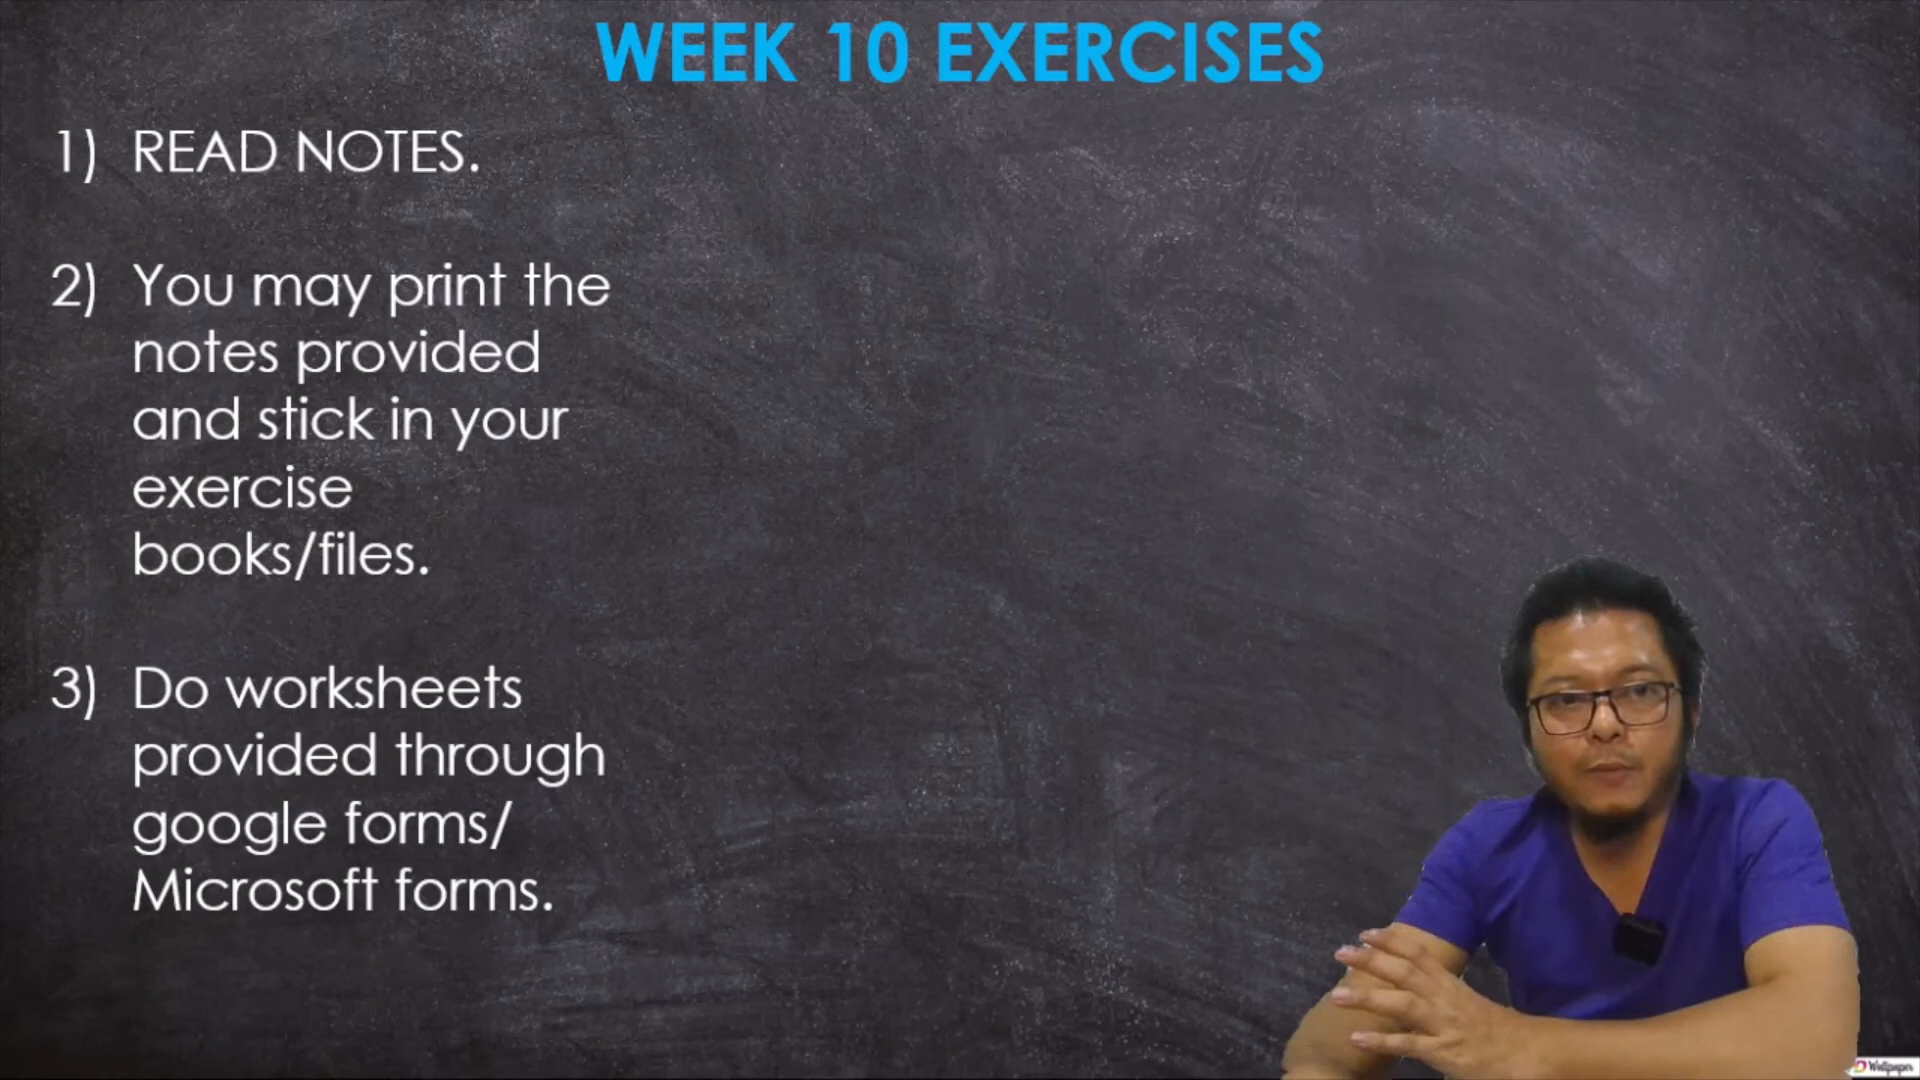 WEEK 10 EXERCISES
1) READ NOTES.
2) You may print the
notes provided
and stick in your
exercise
books/files.
3) Do worksheets
provided through
google forms/
Microsoft forms.
Wallpaper